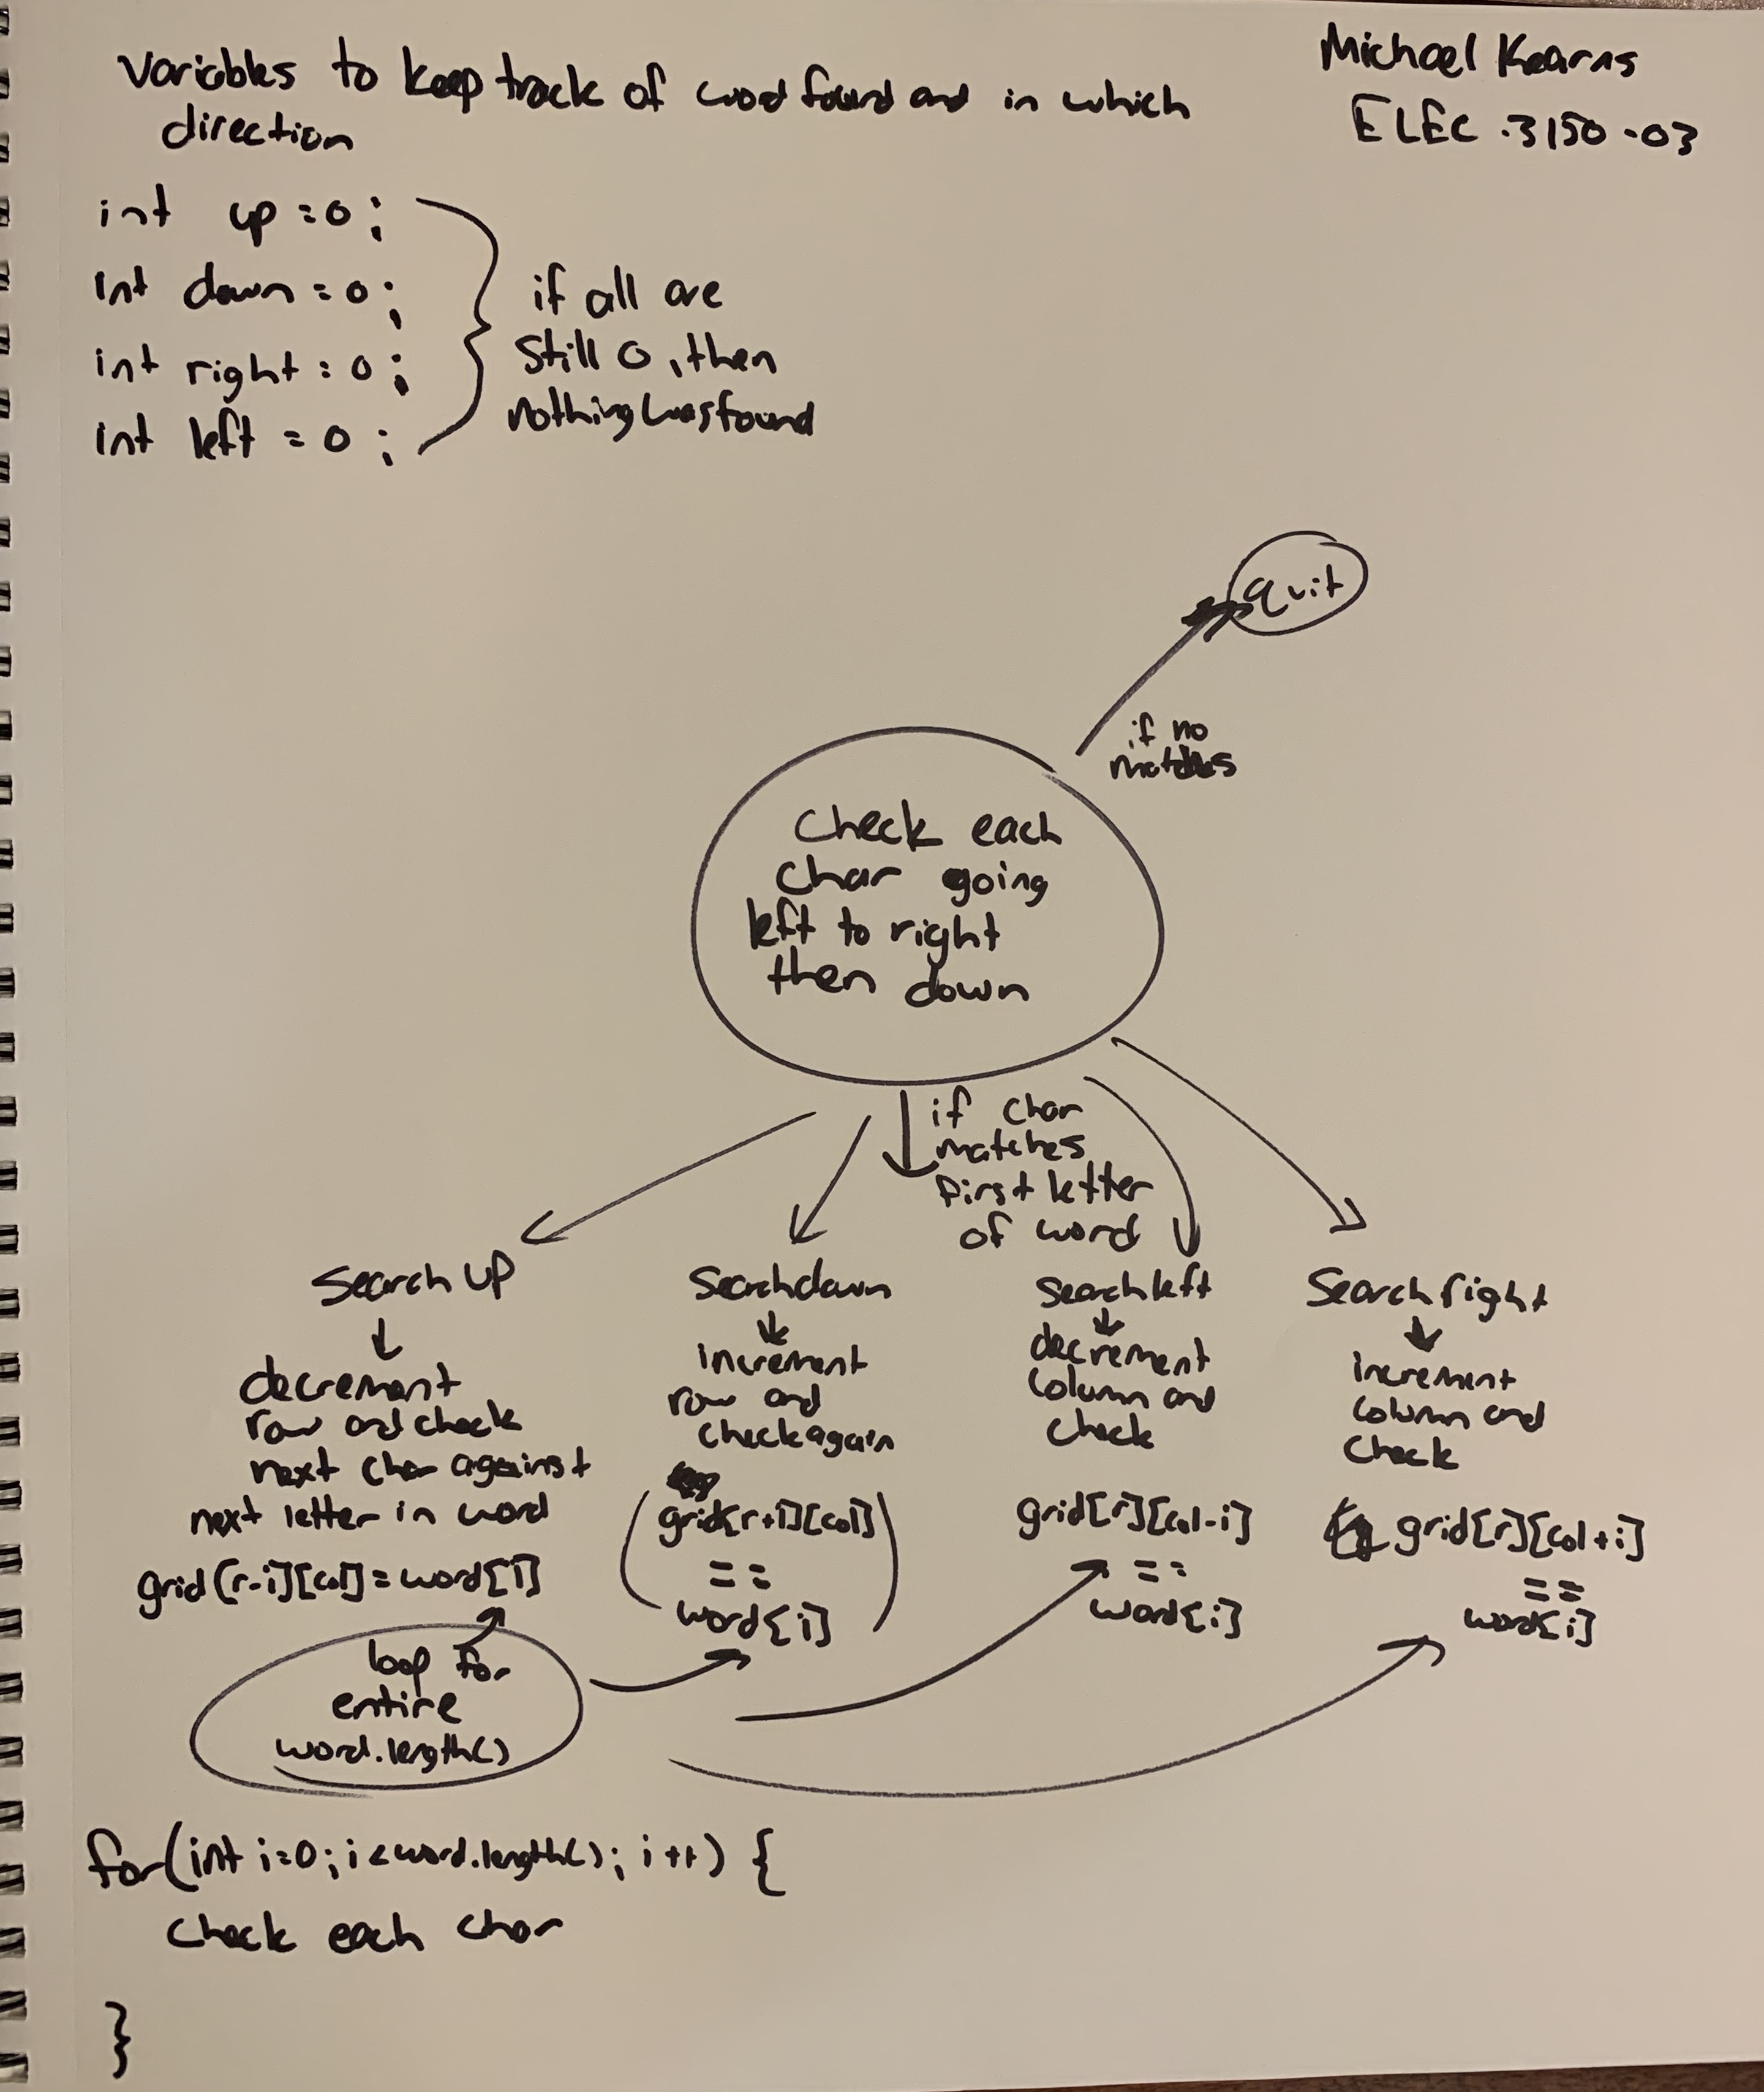 Variables to keep track of word found and in which
direction
Michael Kearns
ELEC.3150-03
int up = 0;
int down = 0;
int right = 0;
int left = 0;
if all are
still 0, then
nothing was found
quit
if no
matches
Check each
char going
left to right
then down
if char
matches
first letter
of word
Search up
decrement
row and check
next char against
next letter in word
grid[r-i][col] = word[i]
Search down
increment
row and
check again
grid[r+i][col]
==
word[i]
Search left
decrement
column and
check
grid[r][col-i]
==
word[i]
Search right
increment
column and
check
grid[r][col+i]
==
word[i]
loop for
entire
word.length()
for(int i=0; i<word.length(); i++) {
check each char
}